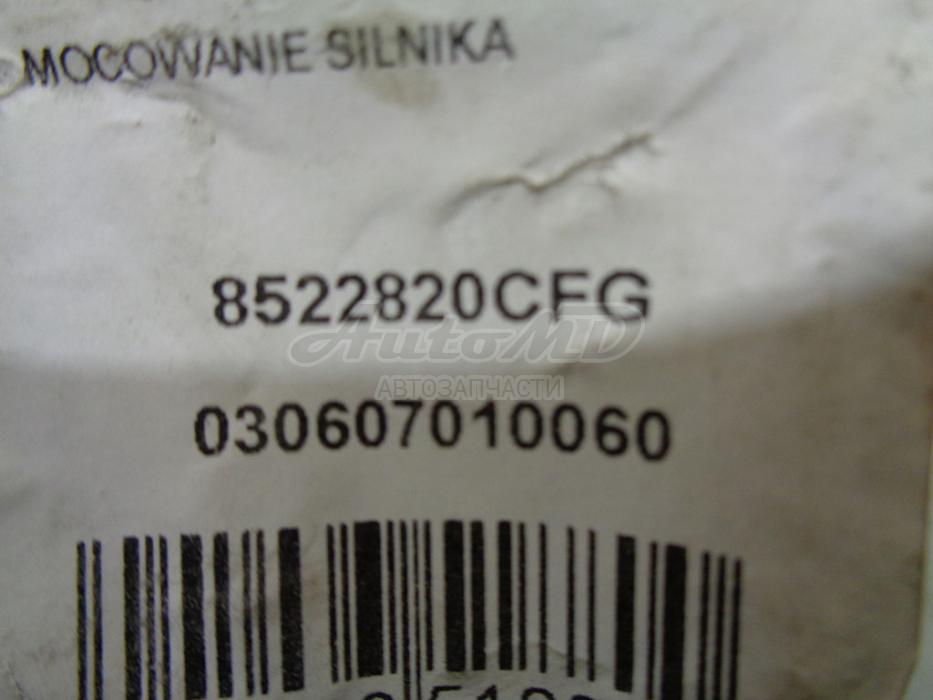 MOCOWANIE SILNIKA
8522820CFG
AutoMD
АВТОЗАПЧАСТИ
030607010060